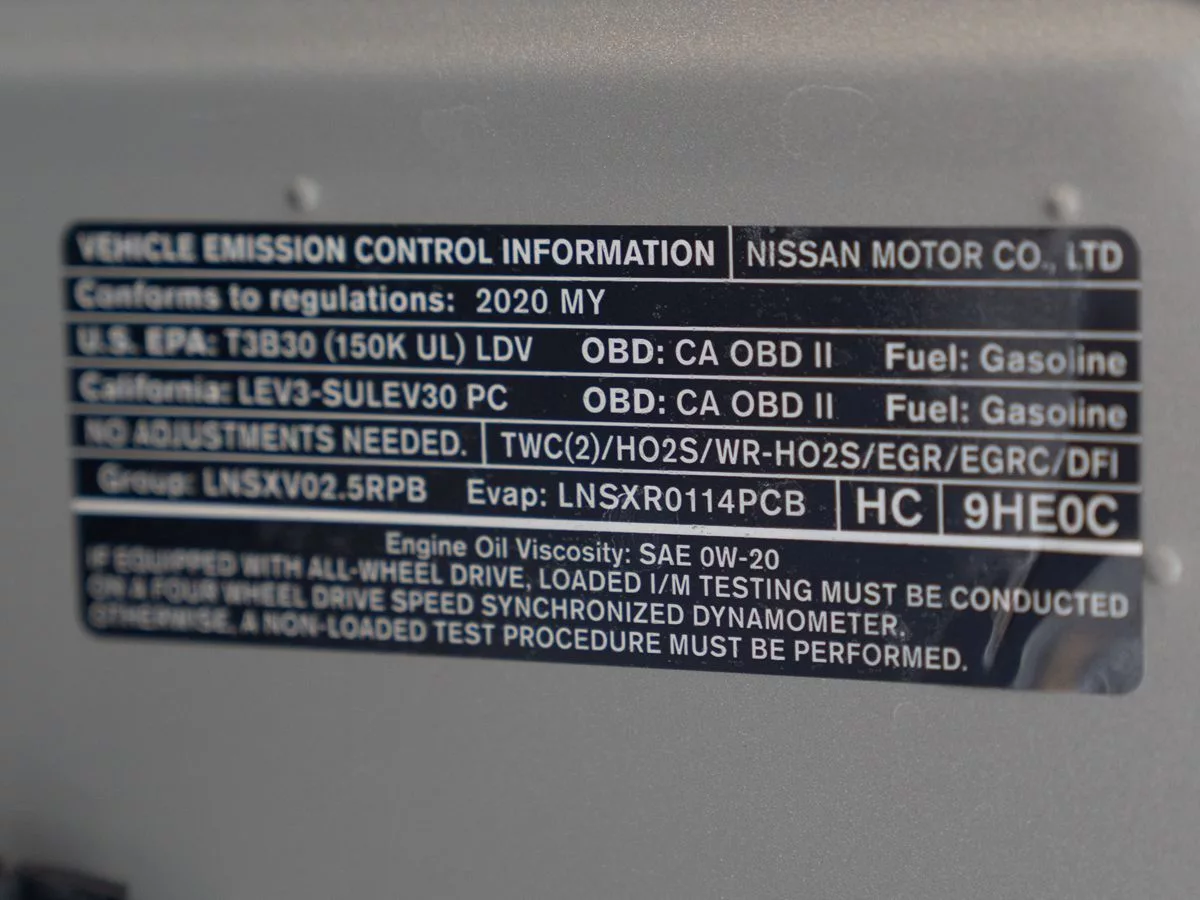 VEHICLE EMISSION CONTROL INFORMATION NISSAN MOTOR CO., LTD
Conforms to regulations: 2020 MY
U.S. EPA: T3B30 (150K UL) LDV OBD: CA OBD II Fuel: Gasoline
California: LEV3-SULEV30 PC OBD: CA OBD II Fuel: Gasoline
NO ADJUSTMENTS NEEDED. TWC(2)/HO2S/WR-HO2S/EGR/EGRC/DFI
Group: LNSXV02.5RPB Evap: LNSXR0114PCB HC 9HE0C
Engine Oil Viscosity: SAE 0W-20
IF EQUIPPED WITH ALL-WHEEL DRIVE, LOADED I/M TESTING MUST BE CONDUCTED
ON A FOUR WHEEL DRIVE SPEED SYNCHRONIZED DYNAMOMETER.
OTHERWISE, A NON-LOADED TEST PROCEDURE MUST BE PERFORMED.